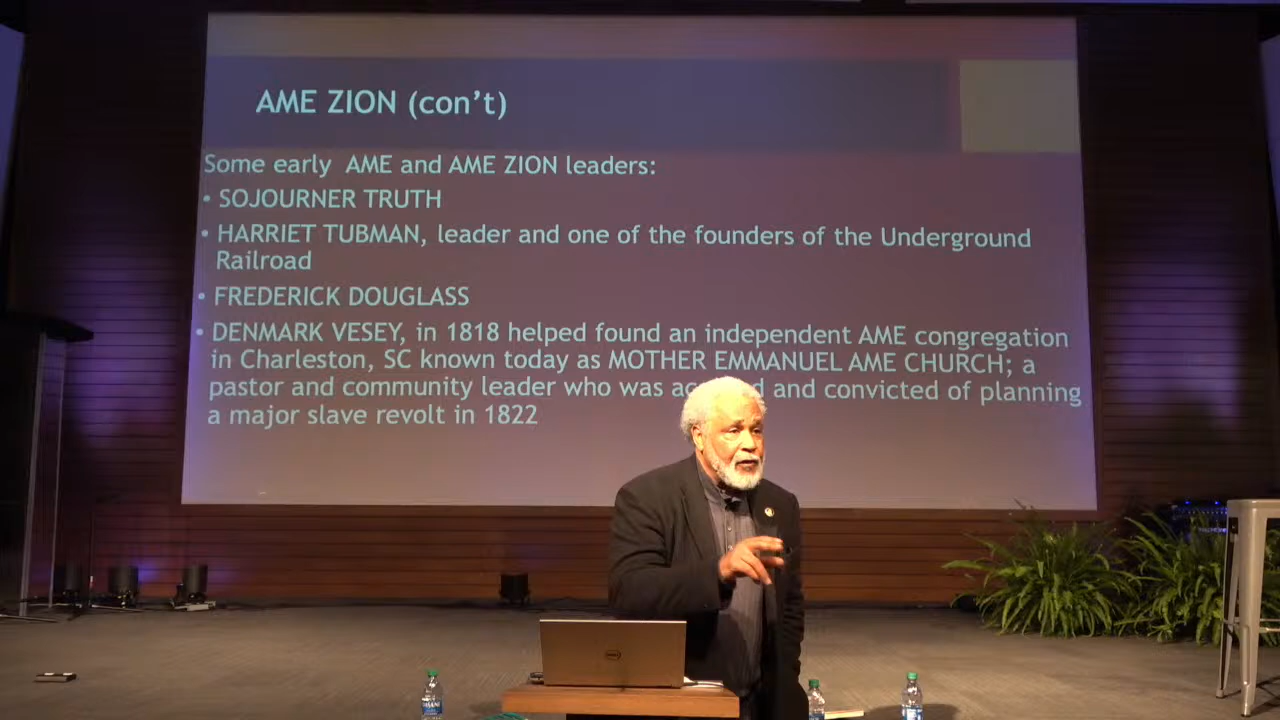 AME ZION (con't)
Some early AME and AME ZION leaders:
• SOJOURNER TRUTH
• HARRIET TUBMAN, leader and one of the founders of the Underground
Railroad
• FREDERICK DOUGLASS
• DENMARK VESEY, in 1818 helped found an independent AME congregation
in Charleston, SC known today as MOTHER EMMANUEL AME CHURCH; a
pastor and community leader who was and convicted of planning
a major slave revolt in 1822
DELL
DASANI